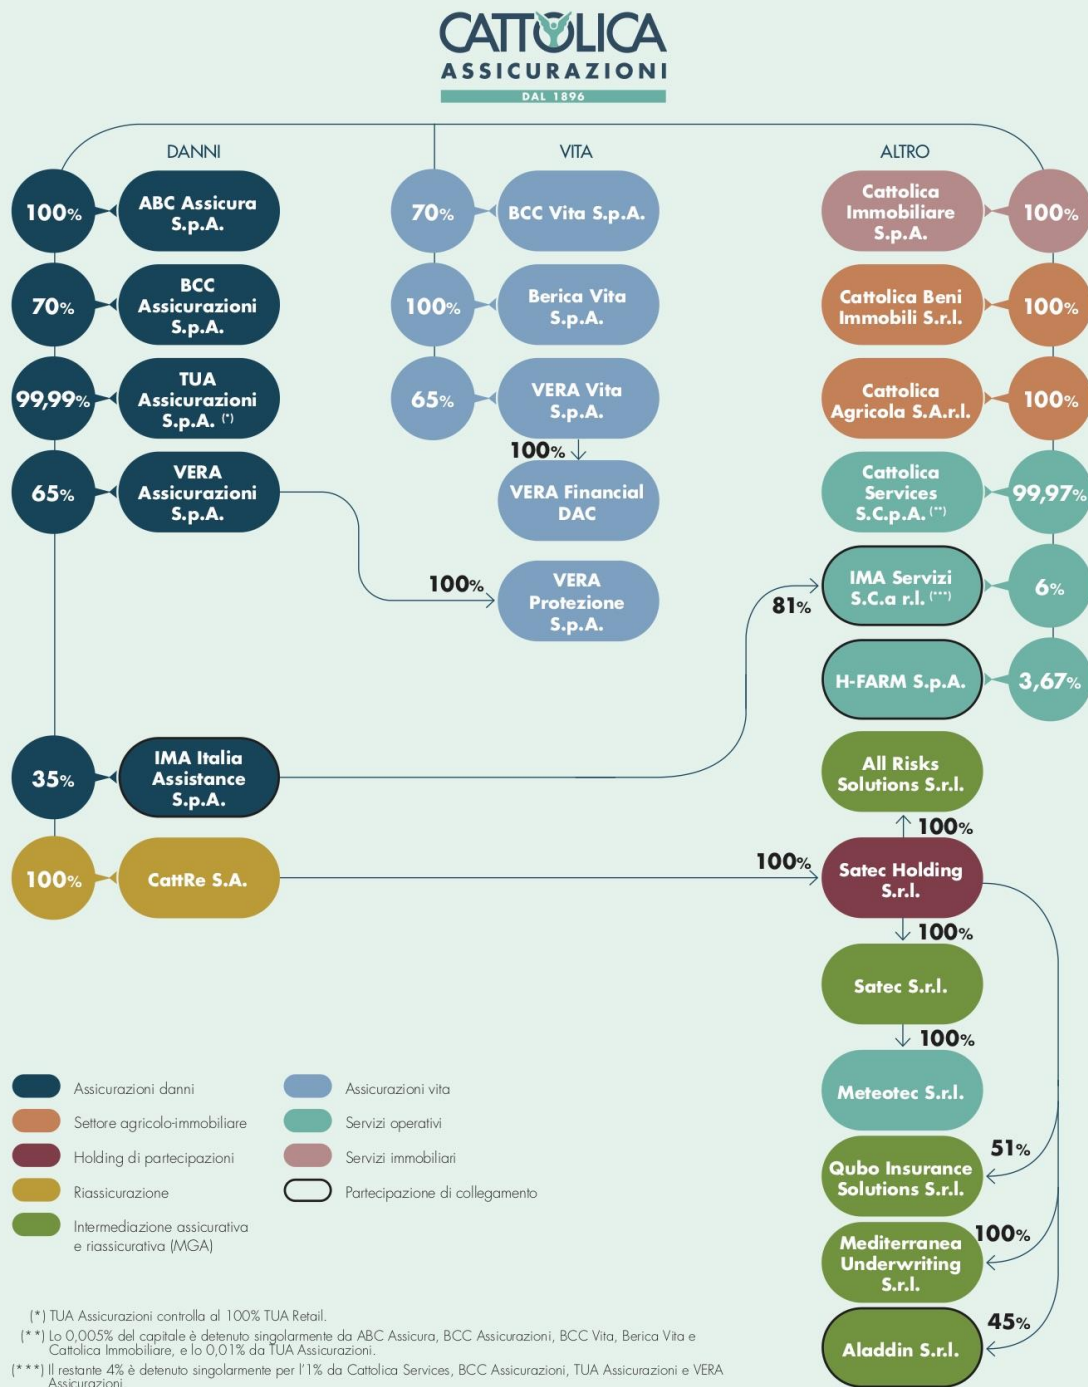 CATTOLICA
ASSICURAZIONI
DAL 1896
DANNI
100%
ABC Assicura
S.p.A.
70%
BCC
Assicurazioni
S.p.A.
99,99%
TUA
Assicurazioni
S.p.A. (*)
65%
VERA
Assicurazioni
S.p.A.
35%
IMA Italia
Assistance
S.p.A.
100%
CattRe S.A.
VITA
70%
BCC Vita S.p.A.
100%
Berica Vita
S.p.A.
65%
VERA Vita
S.p.A.
100%
VERA Financial
DAC
100%
VERA
Protezione
S.p.A.
ALTRO
Cattolica
Immobiliare
S.p.A.
100%
Cattolica Beni
Immobili S.r.l.
100%
Cattolica
Agricola S.A.r.l.
100%
Cattolica
Services
S.C.p.A. (**)
99,97%
81%
IMA Servizi
S.C.a r.l. (***)
6%
H-FARM S.p.A.
3,67%
All Risks
Solutions S.r.l.
100%
100%
Satec Holding
S.r.l.
100%
Satec S.r.l.
100%
Meteotec S.r.l.
51%
Qubo Insurance
Solutions S.r.l.
100%
Mediterranea
Underwriting
S.r.l.
45%
Aladdin S.r.l.
Assicurazioni danni
Settore agricolo-immobiliare
Holding di partecipazioni
Riassicurazione
Intermediazione assicurativa
e riassicurativa (MGA)
Assicurazioni vita
Servizi operativi
Servizi immobiliari
Partecipazione di collegamento
(*) TUA Assicurazioni controlla al 100% TUA Retail.
(**) Lo 0,005% del capitale è detenuto singolarmente da ABC Assicura, BCC Assicurazioni, BCC Vita, Berica Vita e
Cattolica Immobiliare, e lo 0,01% da TUA Assicurazioni.
(***) Il restante 4% è detenuto singolarmente per l'1% da Cattolica Services, BCC Assicurazioni, TUA Assicurazioni e VERA
Assicurazioni